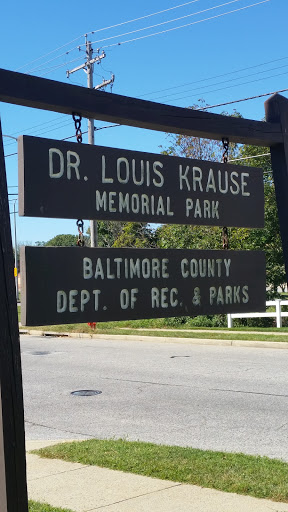 DR. LOUIS KRAUSE
MEMORIAL PARK
BALTIMORE COUNTY
DEPT. OF REC. & PARKS